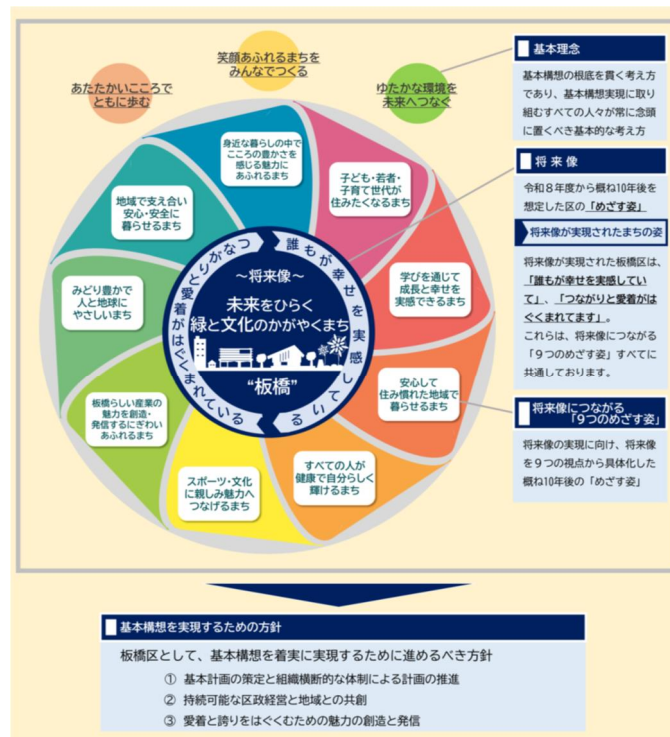 笑顔あふれるまちを
みんなでつくる
あたたかいこころで
ともに歩む
ゆたかな環境を
未来へつなぐ
身近な暮らしの中で
こころの豊かさを
感じる魅力に
あふれるまち
子ども・若者・
子育て世代が
住みたくなるまち
学びを通じて
成長と幸せを
実感できるまち
安心して
住み慣れた地域で
暮らせるまち
すべての人が
健康で自分らしく
輝けるまち
スポーツ・文化
に親しみ魅力へ
つなげるまち
板橋らしい産業の
魅力を創造・
発信するにぎわい
あふれるまち
みどり豊かで
人と地球に
やさしいまち
地域で支え合い
安心・安全に
暮らせるまち
誰もが幸せを実感している
つながりと愛着がはぐくまれている
～将来像～
未来をひらく
緑と文化のかがやくまち
“板橋”
基本理念
基本構想の根底を貫く考え方
であり、基本構想実現に取り
組むすべての人々が常に念頭
に置くべき基本的な考え方
将来像
令和８年度から概ね10年後を
想定した区の「めざす姿」
将来像が実現されたまちの姿
将来像が実現された板橋区は、
「誰もが幸せを実感してい
て」、「つながりと愛着がは
ぐくまれてます」。
これらは、将来像につながる
「９つのめざす姿」すべてに
共通しております。
将来像につながる
「９つのめざす姿」
将来像の実現に向け、将来像
を９つの視点から具体化した
概ね10年後の「めざす姿」
基本構想を実現するための方針
板橋区として、基本構想を着実に実現するために進めるべき方針
① 基本計画の策定と組織横断的な体制による計画の推進
② 持続可能な区政経営と地域との共創
③ 愛着と誇りをはぐくむための魅力の創造と発信